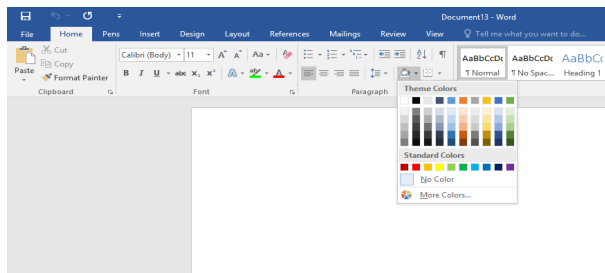 Document13 - Word
File Home Pens Insert Design Layout References Mailings Review View Tell me what you want to do...
Paste
Cut
Copy
Format Painter
Clipboard
Calibri (Body) 11 A A Aa
B I U abc X₂ X² A ab A
Font
Paragraph
AaBbCcDc AaBbCcDc AaBbCc
¶ Normal ¶ No Spac... Heading 1
Theme Colors
Standard Colors
No Color
More Colors...